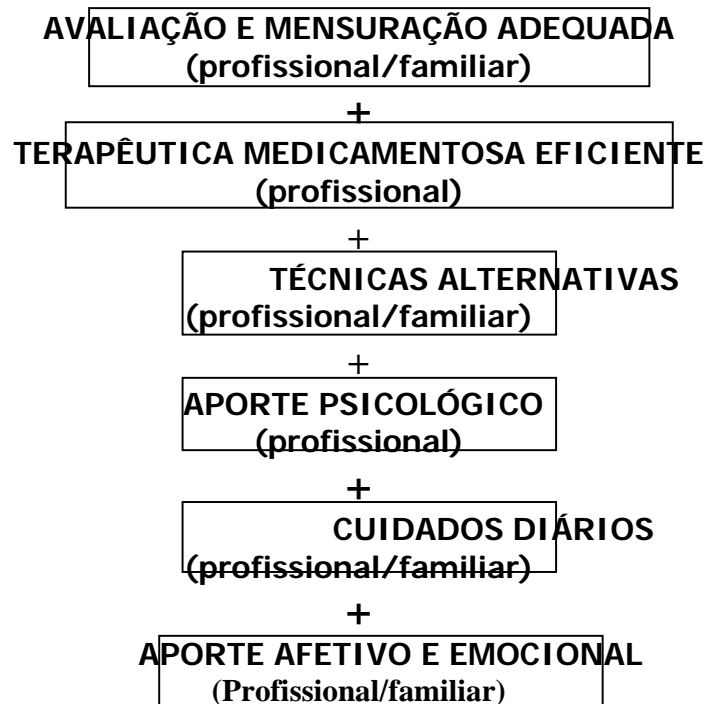 AVALIAÇÃO E MENSURAÇÃO ADEQUADA
(profissional/familiar)
+
TERAPÊUTICA MEDICAMENTOSA EFICIENTE
(profissional)
+
TÉCNICAS ALTERNATIVAS
(profissional/familiar)
+
APORTE PSICOLÓGICO
(profissional)
+
CUIDADOS DIÁRIOS
(profissional/familiar)
+
APORTE AFETIVO E EMOCIONAL
(Profissional/familiar)